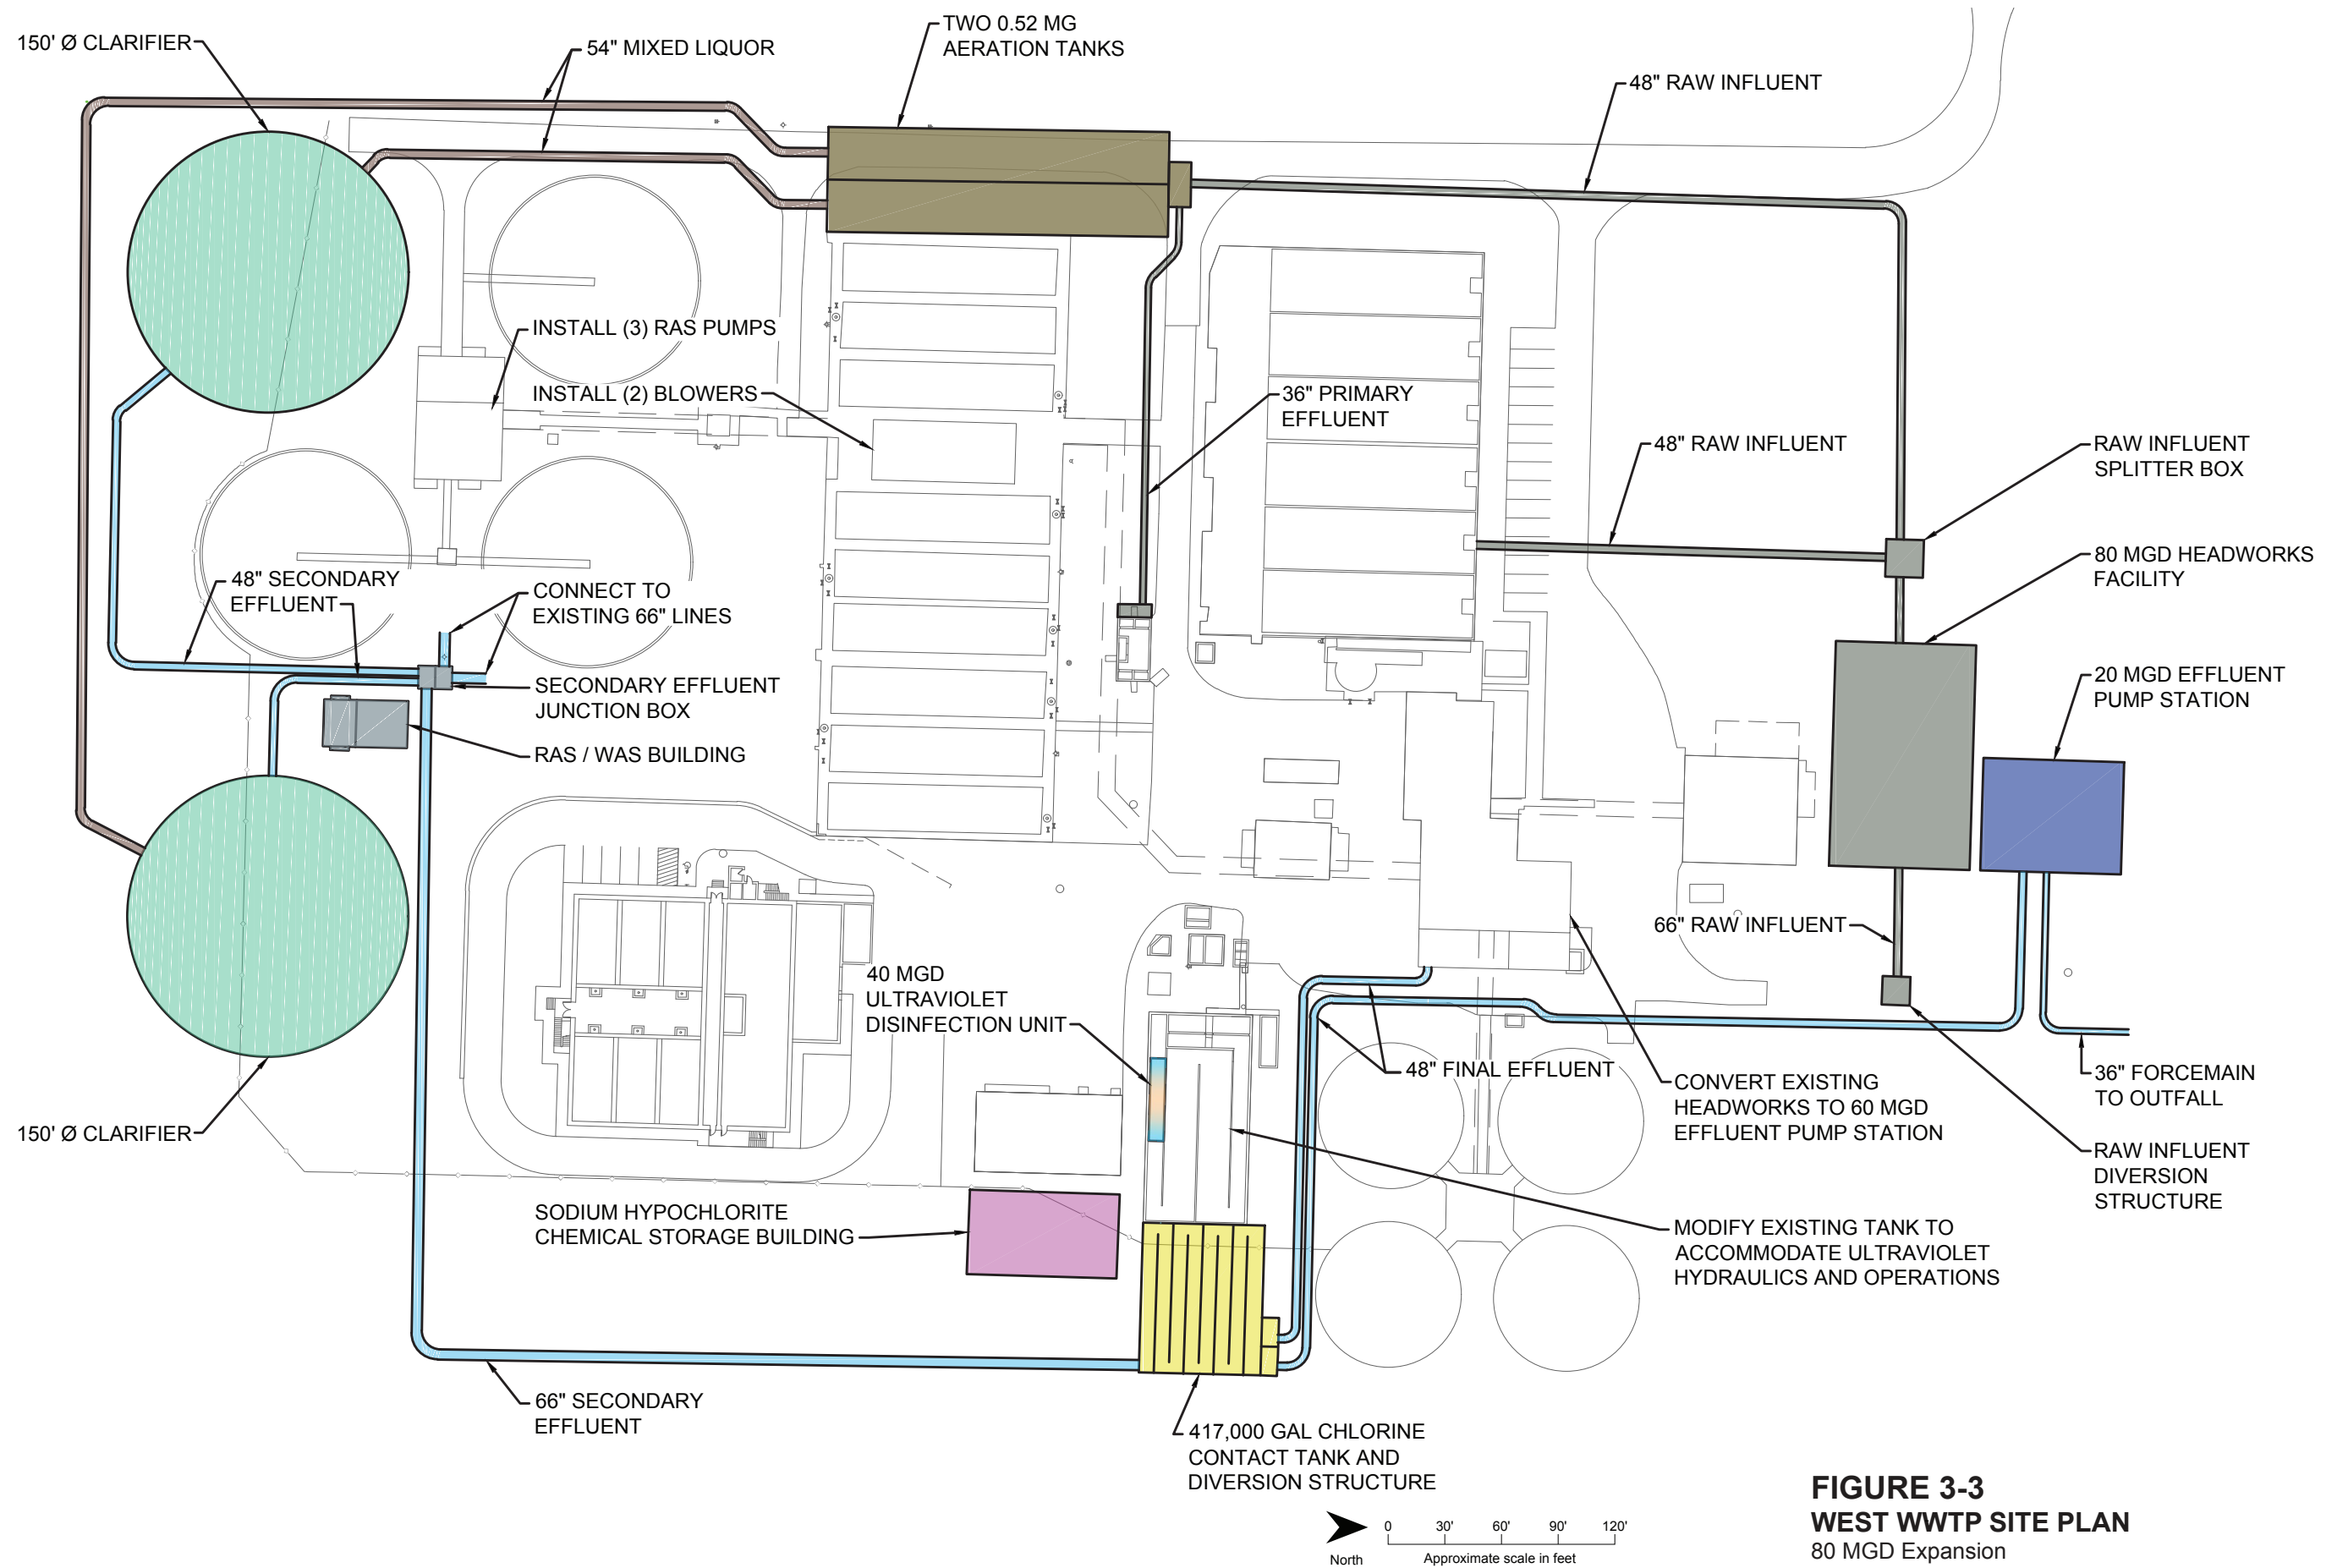 150' Ø CLARIFIER
54" MIXED LIQUOR
TWO 0.52 MG
AERATION TANKS
48" RAW INFLUENT
INSTALL (3) RAS PUMPS
INSTALL (2) BLOWERS
36" PRIMARY
EFFLUENT
48" RAW INFLUENT
RAW INFLUENT
SPLITTER BOX
80 MGD HEADWORKS
FACILITY
48" SECONDARY
EFFLUENT
CONNECT TO
EXISTING 66" LINES
SECONDARY EFFLUENT
JUNCTION BOX
RAS / WAS BUILDING
20 MGD EFFLUENT
PUMP STATION
66" RAW INFLUENT
40 MGD
ULTRAVIOLET
DISINFECTION UNIT
48" FINAL EFFLUENT
CONVERT EXISTING
HEADWORKS TO 60 MGD
EFFLUENT PUMP STATION
36" FORCEMAIN
TO OUTFALL
150' Ø CLARIFIER
RAW INFLUENT
DIVERSION
STRUCTURE
SODIUM HYPOCHLORITE
CHEMICAL STORAGE BUILDING
MODIFY EXISTING TANK TO
ACCOMMODATE ULTRAVIOLET
HYDRAULICS AND OPERATIONS
66" SECONDARY
EFFLUENT
417,000 GAL CHLORINE
CONTACT TANK AND
DIVERSION STRUCTURE
North
0 30' 60' 90' 120'
Approximate scale in feet
FIGURE 3-3
WEST WWTP SITE PLAN
80 MGD Expansion